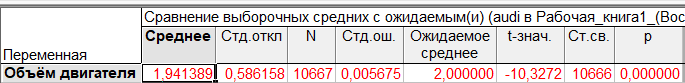 Сравнение выборочных средних с ожидаемым(и) (audi в Рабочая_книга1_(Вос
Переменная Среднее Стд.откл N Стд.ош. Ожидаемое среднее t-знач. Ст.св. p
Объём двигателя 1,941389 0,586158 10667 0,005675 2,000000 -10,3272 10666 0,000000